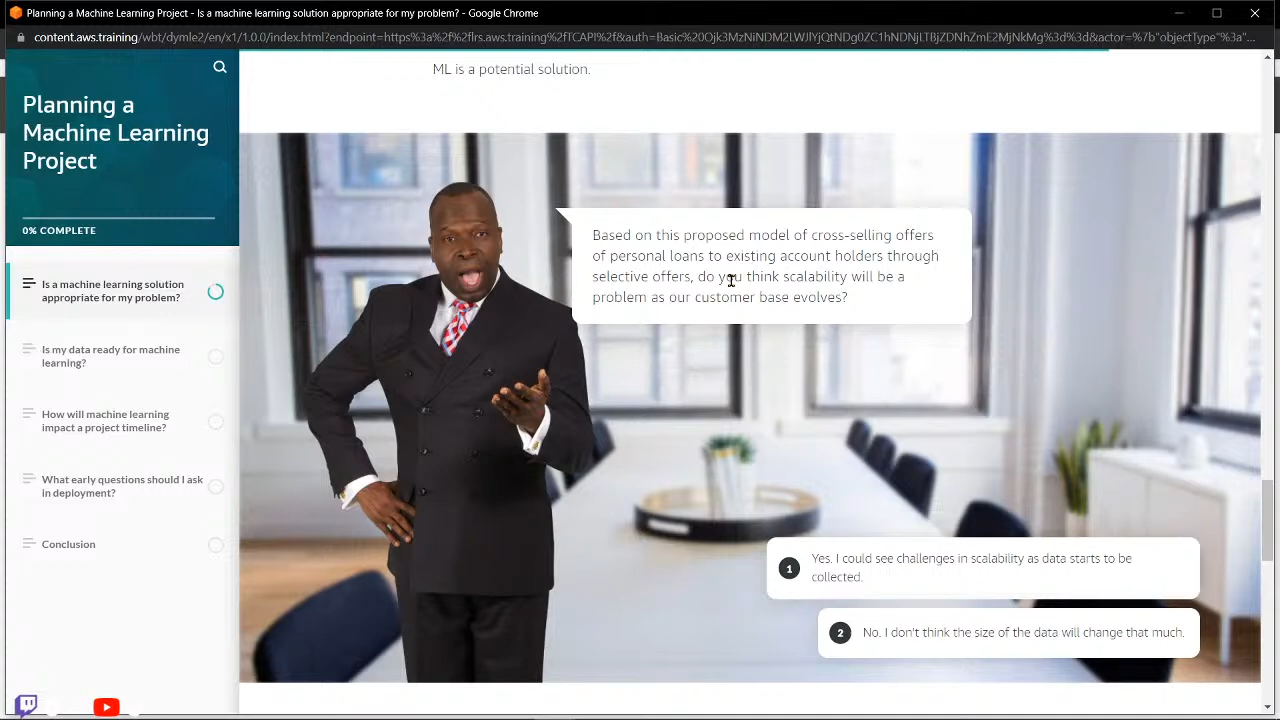 Planning a Machine Learning Project - Is a machine learning solution appropriate for my problem? - Google Chrome
content.aws.training/wbt/dymle2/en/x1/1.0.0/index.html?endpoint=https%3a%2f%2flrs.aws.training%2fTCAPI%2f&auth=Basic%20Ojk3MzNiNDM2LWJlYjQtNDg0ZC1hNDNjLTBjZDNhZmE2MjNkMg%3d%3d&actor=%7b"objectType"%3a"...
ML is a potential solution.
Planning a
Machine Learning
Project
0% COMPLETE
Is a machine learning solution
appropriate for my problem?
Is my data ready for machine
learning?
How will machine learning
impact a project timeline?
What early questions should I ask
in deployment?
Conclusion
Based on this proposed model of cross-selling offers
of personal loans to existing account holders through
selective offers, do you think scalability will be a
problem as our customer base evolves?
1 Yes. I could see challenges in scalability as data starts to be
collected.
2 No. I don't think the size of the data will change that much.